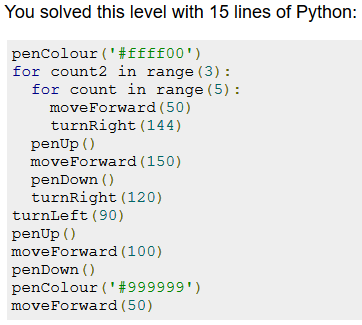 You solved this level with 15 lines of Python:
penColour('#ffff00')
for count2 in range(3):
  for count in range(5):
    moveForward(50)
    turnRight(144)
  penUp()
  moveForward(150)
  penDown()
  turnRight(120)
turnLeft(90)
penUp()
moveForward(100)
penDown()
penColour('#999999')
moveForward(50)